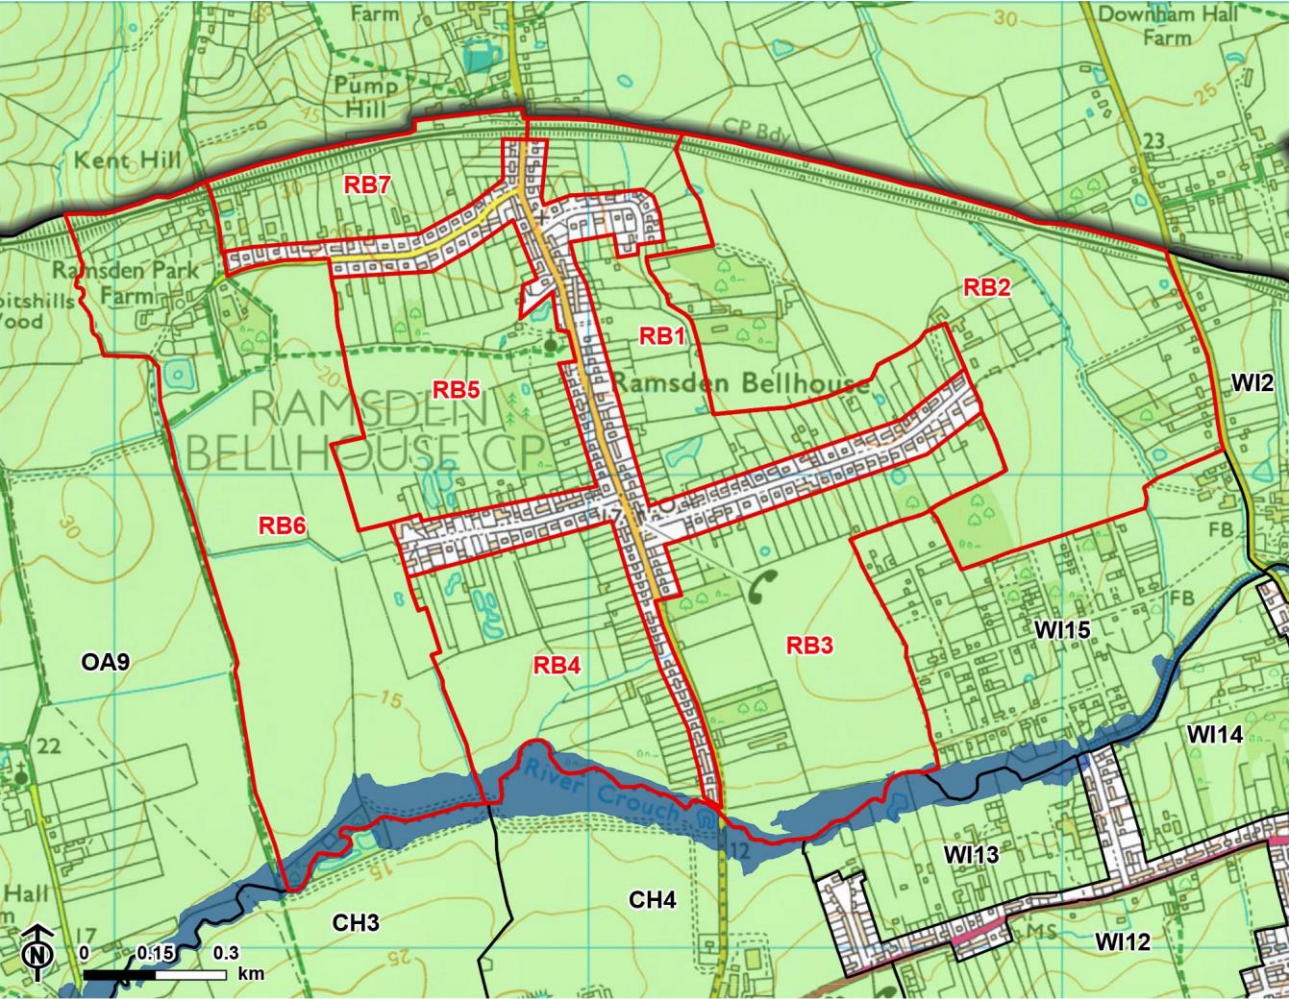 Farm
Downham Hall
Farm
30
Pump
Hill
25
45
CP Bdy
23
Kent Hill
RB7
30
Ramsden Park
Farm
RB2
RB1
20
RB5
Ramsden Bellhouse
WI2
RAMSDEN
BELLHOUSE CP
30
RB6
FB
FB
WI15
RB3
OA9
RB4
15
22
WI14
River Crouch
12
WI13
15
Hall
CH4
CH3
MS
WI12
17
25
N
0 0.15 0.3
km